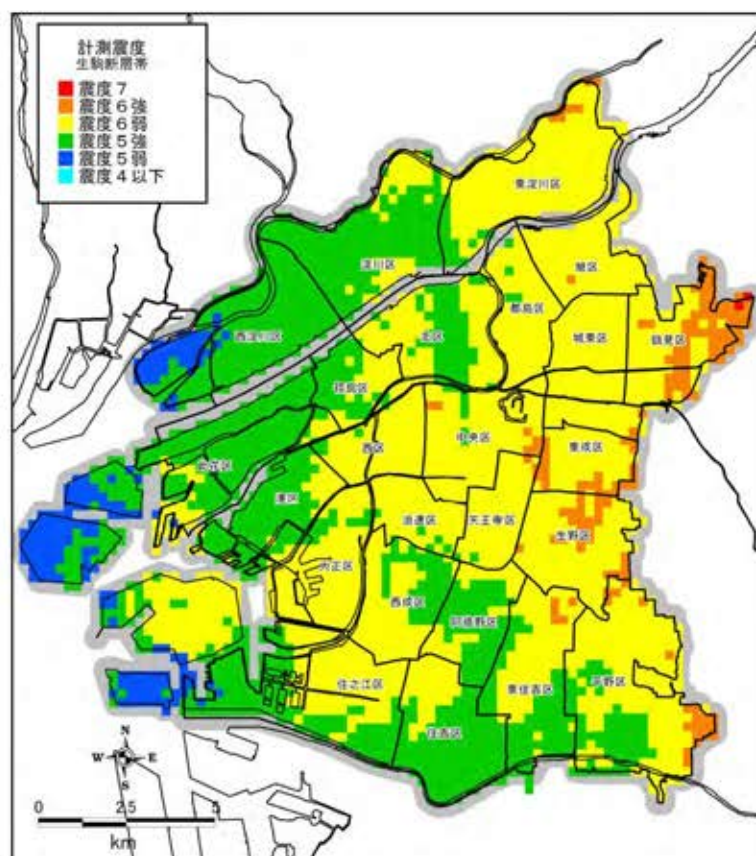 計測震度
生駒断層帯
震度7
震度6強
震度6弱
震度5強
震度5弱
震度4以下
東淀川区
淀川区
旭区
都島区
西淀川区
北区
城東区
鶴見区
福島区
中央区
東成区
西区
此花区
港区
浪速区
天王寺区
生野区
大正区
西成区
阿倍野区
住之江区
東住吉区
平野区
住吉区
N
W E
S
0 2.5 5
km